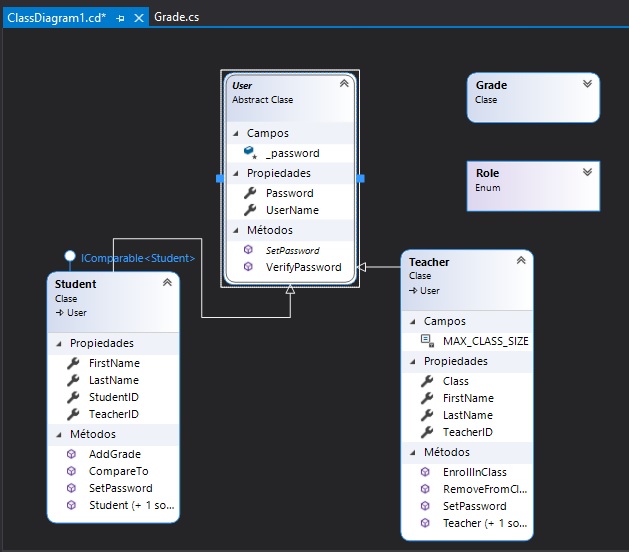 ClassDiagram1.cd*
Grade.cs
User
Abstract Clase
Campos
_password
Propiedades
Password
UserName
Métodos
SetPassword
VerifyPassword
Grade
Clase
Role
Enum
IComparable<Student>
Student
Clase
User
Propiedades
FirstName
LastName
StudentID
TeacherID
Métodos
AddGrade
CompareTo
SetPassword
Student (+ 1 so...
Teacher
Clase
User
Campos
MAX_CLASS_SIZE
Propiedades
Class
FirstName
LastName
TeacherID
Métodos
EnrollInClass
RemoveFromCl...
SetPassword
Teacher (+ 1 so...